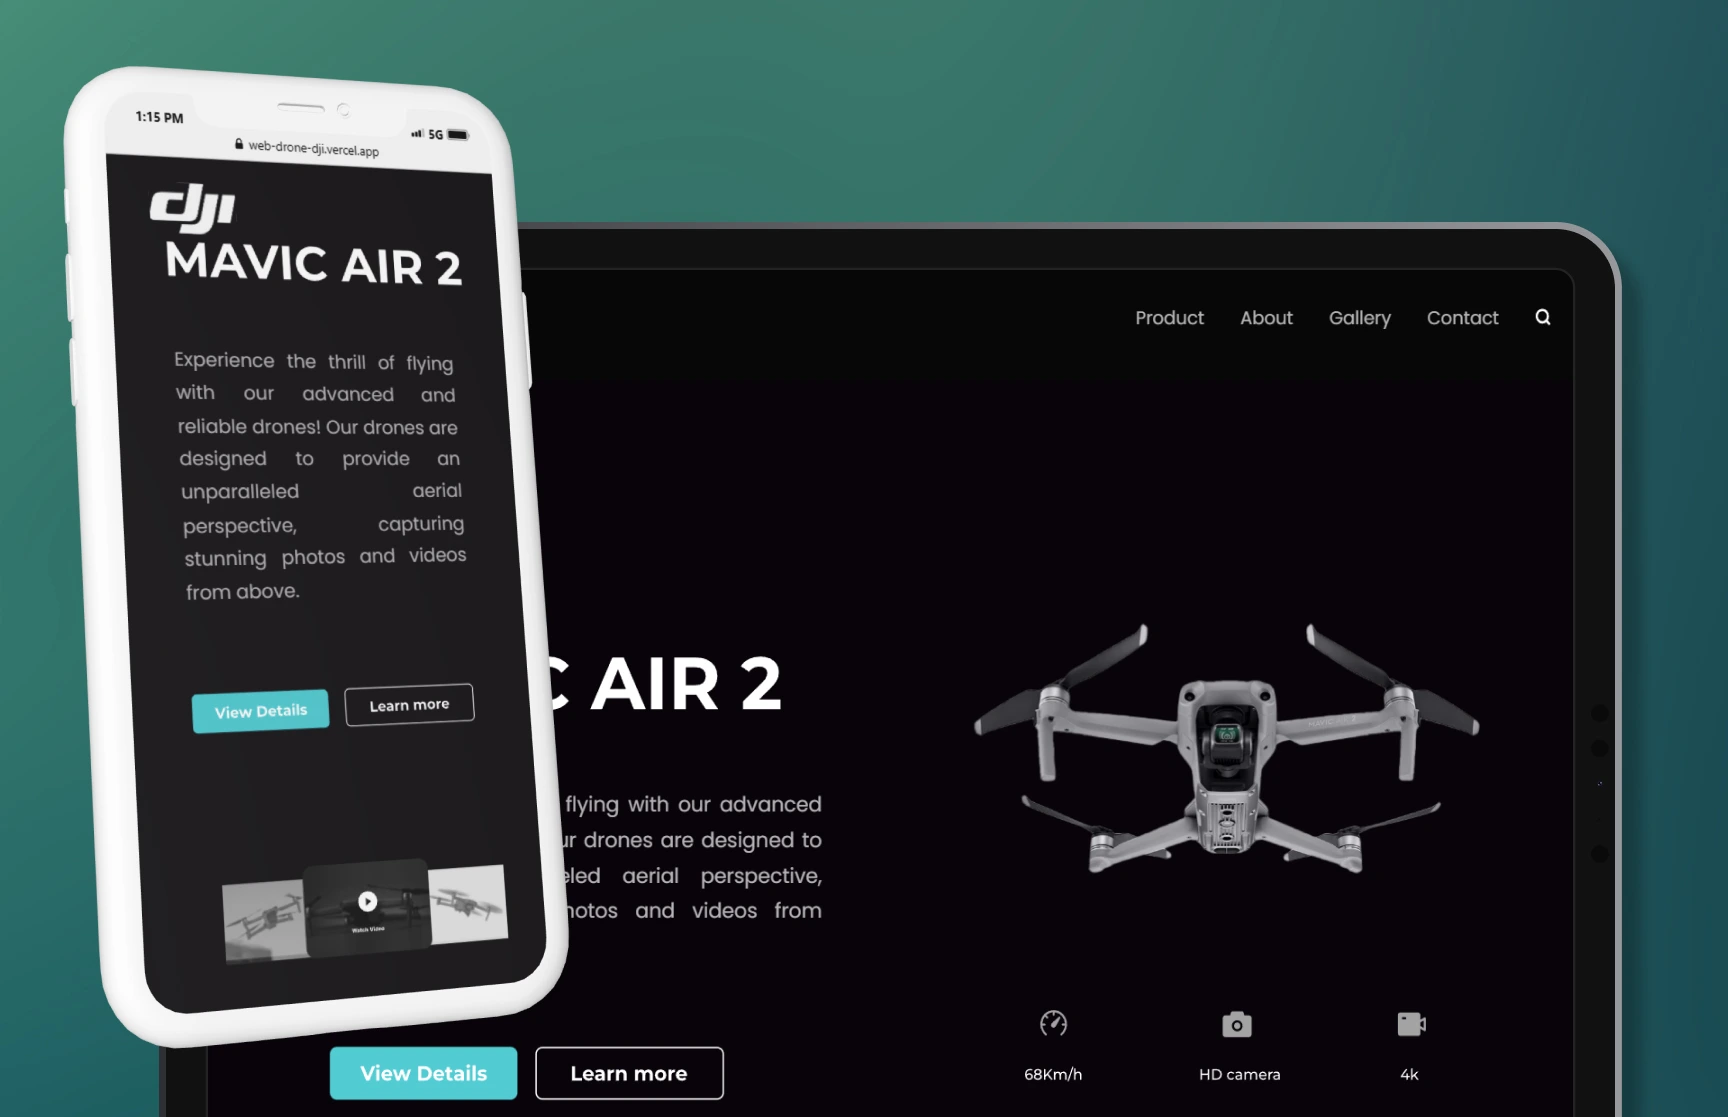 1:15 PM
5G
web-drone-dji.vercel.app
dji
MAVIC AIR 2
Experience the thrill of flying
with our advanced and
reliable drones! Our drones are
designed to provide an
unparalleled aerial
perspective, capturing
stunning photos and videos
from above.
View Details
Learn more
Watch Video
Product
About
Gallery
Contact
C AIR 2
flying with our advanced
ur drones are designed to
eled aerial perspective,
hotos and videos from
View Details
Learn more
68Km/h
HD camera
4k